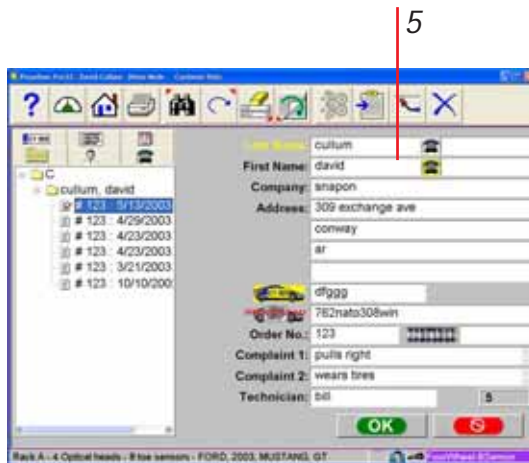 5
C
cullum, david
# 123 : 5/13/2003
# 123 : 4/29/2003
# 123 : 4/23/2003
# 123 : 4/23/2003
# 123 : 3/21/2003
# 123 : 10/10/200
Last Name: cullum
First Name: david
Company: snapon
Address: 309 exchange ave
conway
ar
dfggg
762nato308win
Order No.: 123
Complaint 1: pulls right
Complaint 2: wears tires
Technician: bill 5
OK
Rack A - 4 Optical heads - 8 toe sensors - FORD, 2003, MUSTANG, GT